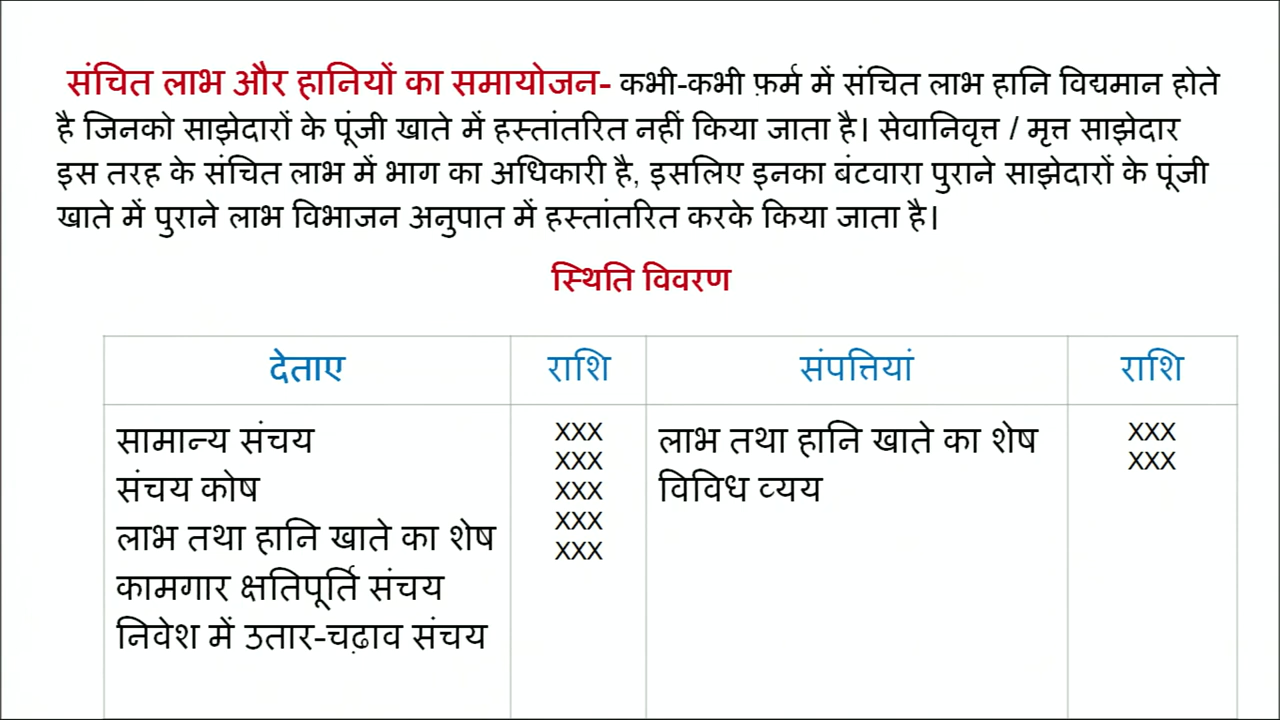 संचित लाभ और हानियों का समायोजन- कभी-कभी फ़र्म में संचित लाभ हानि विद्यमान होते
है जिनको साझेदारों के पूंजी खाते में हस्तांतरित नहीं किया जाता है। सेवानिवृत्त / मृत्त साझेदार
इस तरह के संचित लाभ में भाग का अधिकारी है, इसलिए इनका बंटवारा पुराने साझेदारों के पूंजी
खाते में पुराने लाभ विभाजन अनुपात में हस्तांतरित करके किया जाता है।
स्थिति विवरण
देताए राशि संपत्तियां राशि
सामान्य संचय XXX लाभ तथा हानि खाते का शेष XXX
संचय कोष XXX विविध व्यय XXX
लाभ तथा हानि खाते का शेष XXX
कामगार क्षतिपूर्ति संचय XXX
निवेश में उतार-चढ़ाव संचय XXX